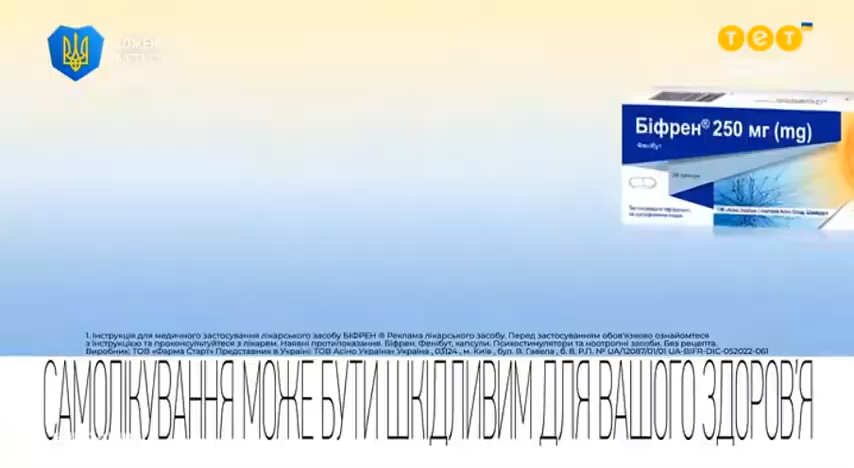 ТЕТ
Біфрен® 250 мг (mg)
Фенібут
1. Інструкція для медичного застосування лікарського засобу БІФРЕН ® Реклама лікарського засобу. Перед застосуванням обов'язково ознайомтеся
з інструкцією та проконсультуйтеся з лікарем. Наявні протипоказання. Біфрен. Фенібут, капсули. Психостимулятори та ноотропні засоби. Без рецепта.
Виробник: ТОВ «Фарма Старт» Представник в Україні: ТОВ Асіно Україна» Україна , 03124 , м. Київ , бул. В. Гавела , б. 8. Р.П. № UA/12087/01/01 UA-BIFR-DIC-052022-061
САМОЛІКУВАННЯ МОЖЕ БУТИ ШКІДЛИВИМ ДЛЯ ВАШОГО ЗДОРОВ'Я